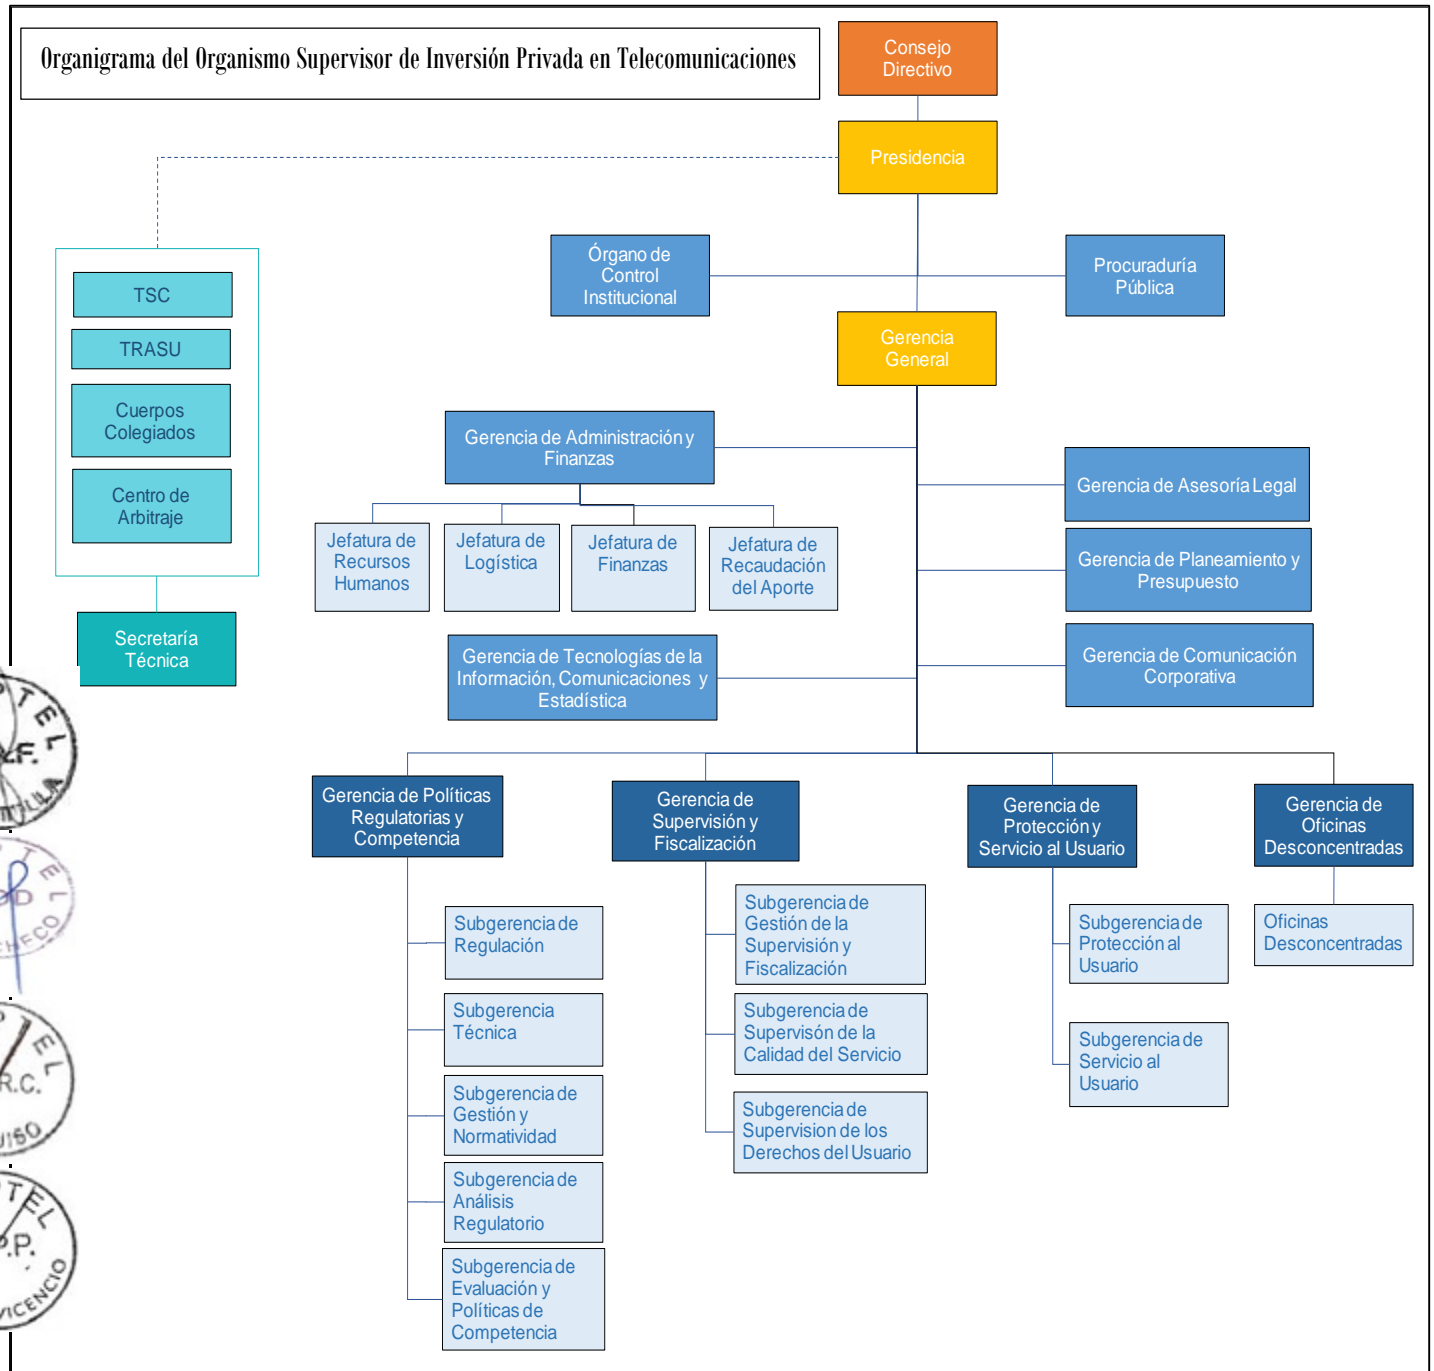 Organigrama del Organismo Supervisor de Inversión Privada en Telecomunicaciones
Consejo
Directivo
Presidencia
Órgano de
Control
Institucional
Procuraduría
Pública
Gerencia
General
TSC
TRASU
Cuerpos
Colegiados
Centro de
Arbitraje
Secretaría
Técnica
Gerencia de Administración y
Finanzas
Jefatura de
Recursos
Humanos
Jefatura de
Logística
Jefatura de
Finanzas
Jefatura de
Recaudación
del Aporte
Gerencia de Asesoría Legal
Gerencia de Planeamiento y
Presupuesto
Gerencia de Tecnologías de la
Información, Comunicaciones y
Estadística
Gerencia de Comunicación
Corporativa
Gerencia de Políticas
Regulatorias y
Competencia
Gerencia de
Supervisión y
Fiscalización
Gerencia de
Protección y
Servicio al Usuario
Gerencia de
Oficinas
Desconcentradas
Subgerencia de
Regulación
Subgerencia
Técnica
Subgerencia de
Gestión y
Normatividad
Subgerencia de
Análisis
Regulatorio
Subgerencia de
Evaluación y
Políticas de
Competencia
Subgerencia de
Gestión de la
Supervisión y
Fiscalización
Subgerencia de
Supervisón de la
Calidad del Servicio
Subgerencia de
Supervision de los
Derechos del Usuario
Subgerencia de
Protección al
Usuario
Subgerencia de
Servicio al
Usuario
Oficinas
Desconcentradas